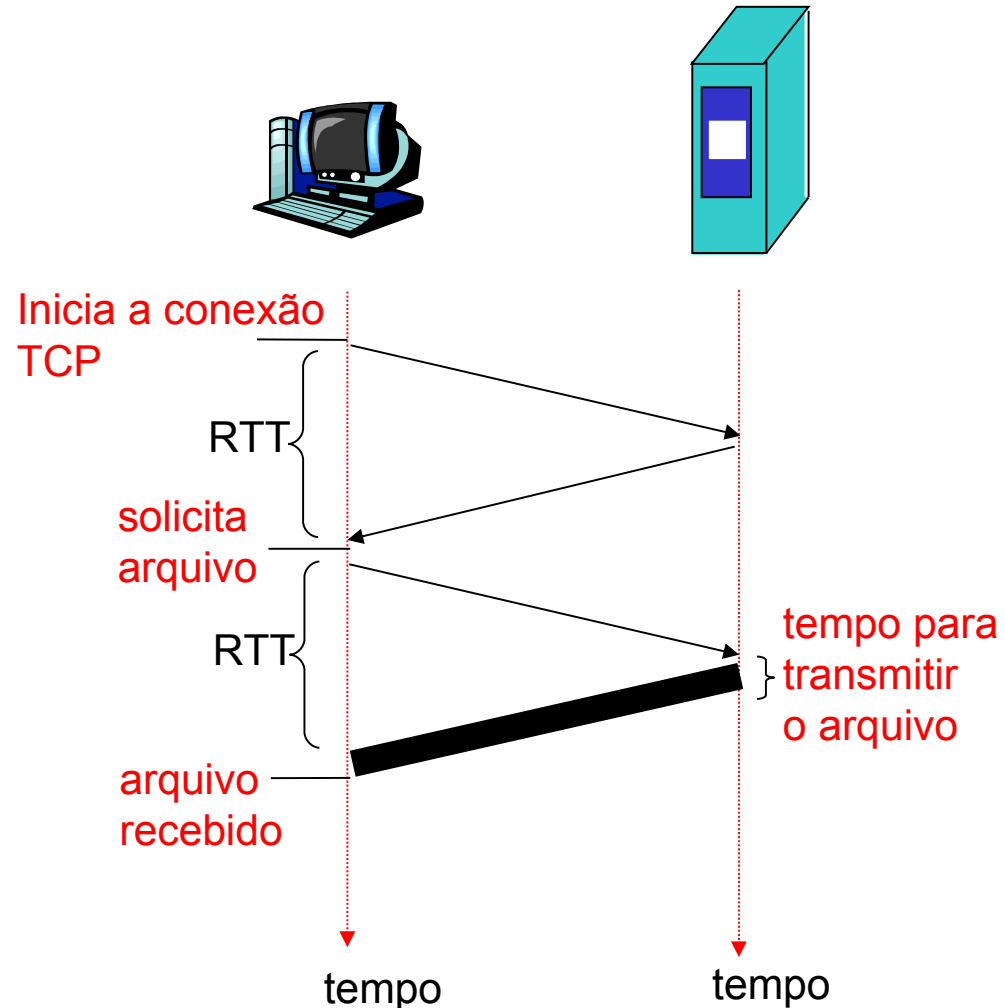 Inicia a conexão
TCP
RTT
solicita
arquivo
RTT
tempo para
transmitir
o arquivo
arquivo
recebido
tempo
tempo